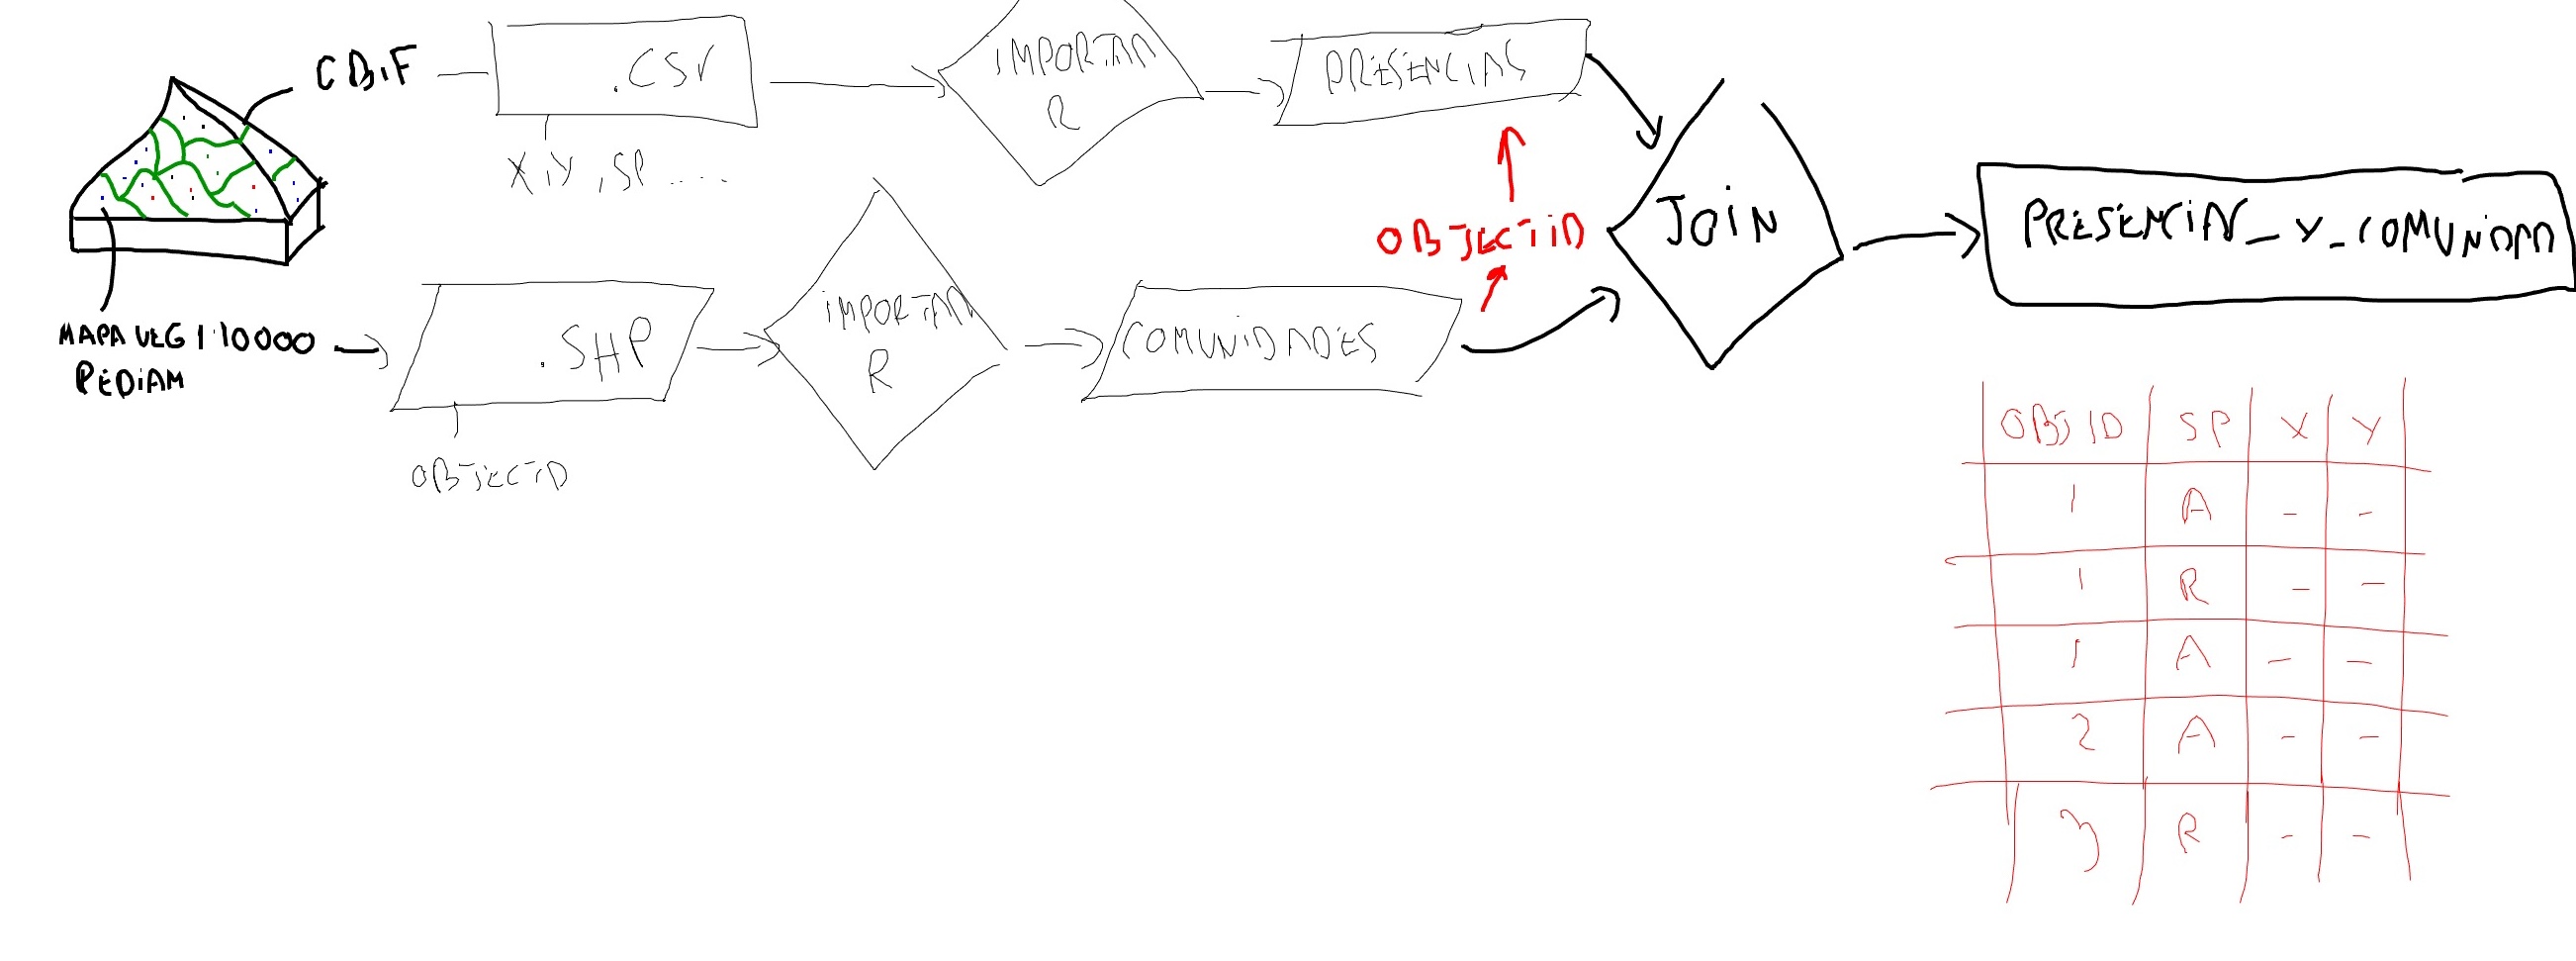 GBiF
.CSV
IMPORTAR
R
PRESENCIAS
X, Y, SP ....
MAPA VEG 1:10000
REDIAM
.SHP
OBJECTID
IMPORTAR
R
COMUNIDADES
OBJECTID
JOIN
PRESENCIA_Y_COMUNIDAD
OBJ ID SP X Y
1 A - -
1 R - -
1 A - -
2 A - -
3 R - -